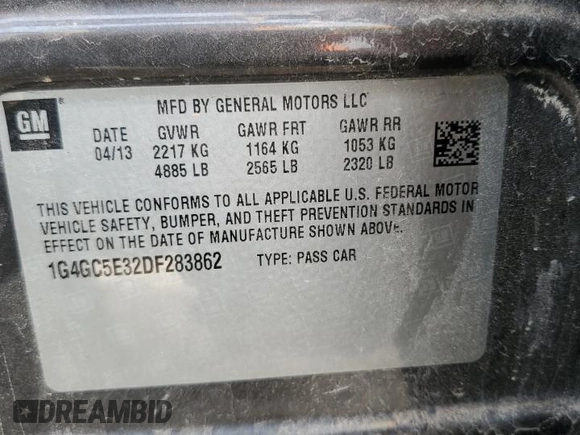 GM
MFD BY GENERAL MOTORS LLC
DATE GVWR GAWR FRT GAWR RR
04/13 2217 KG 1164 KG 1053 KG
4885 LB 2565 LB 2320 LB
THIS VEHICLE CONFORMS TO ALL APPLICABLE U.S. FEDERAL MOTOR
VEHICLE SAFETY, BUMPER, AND THEFT PREVENTION STANDARDS IN
EFFECT ON THE DATE OF MANUFACTURE SHOWN ABOVE.
1G4GC5E32DF283862 TYPE: PASS CAR
DREAMBID